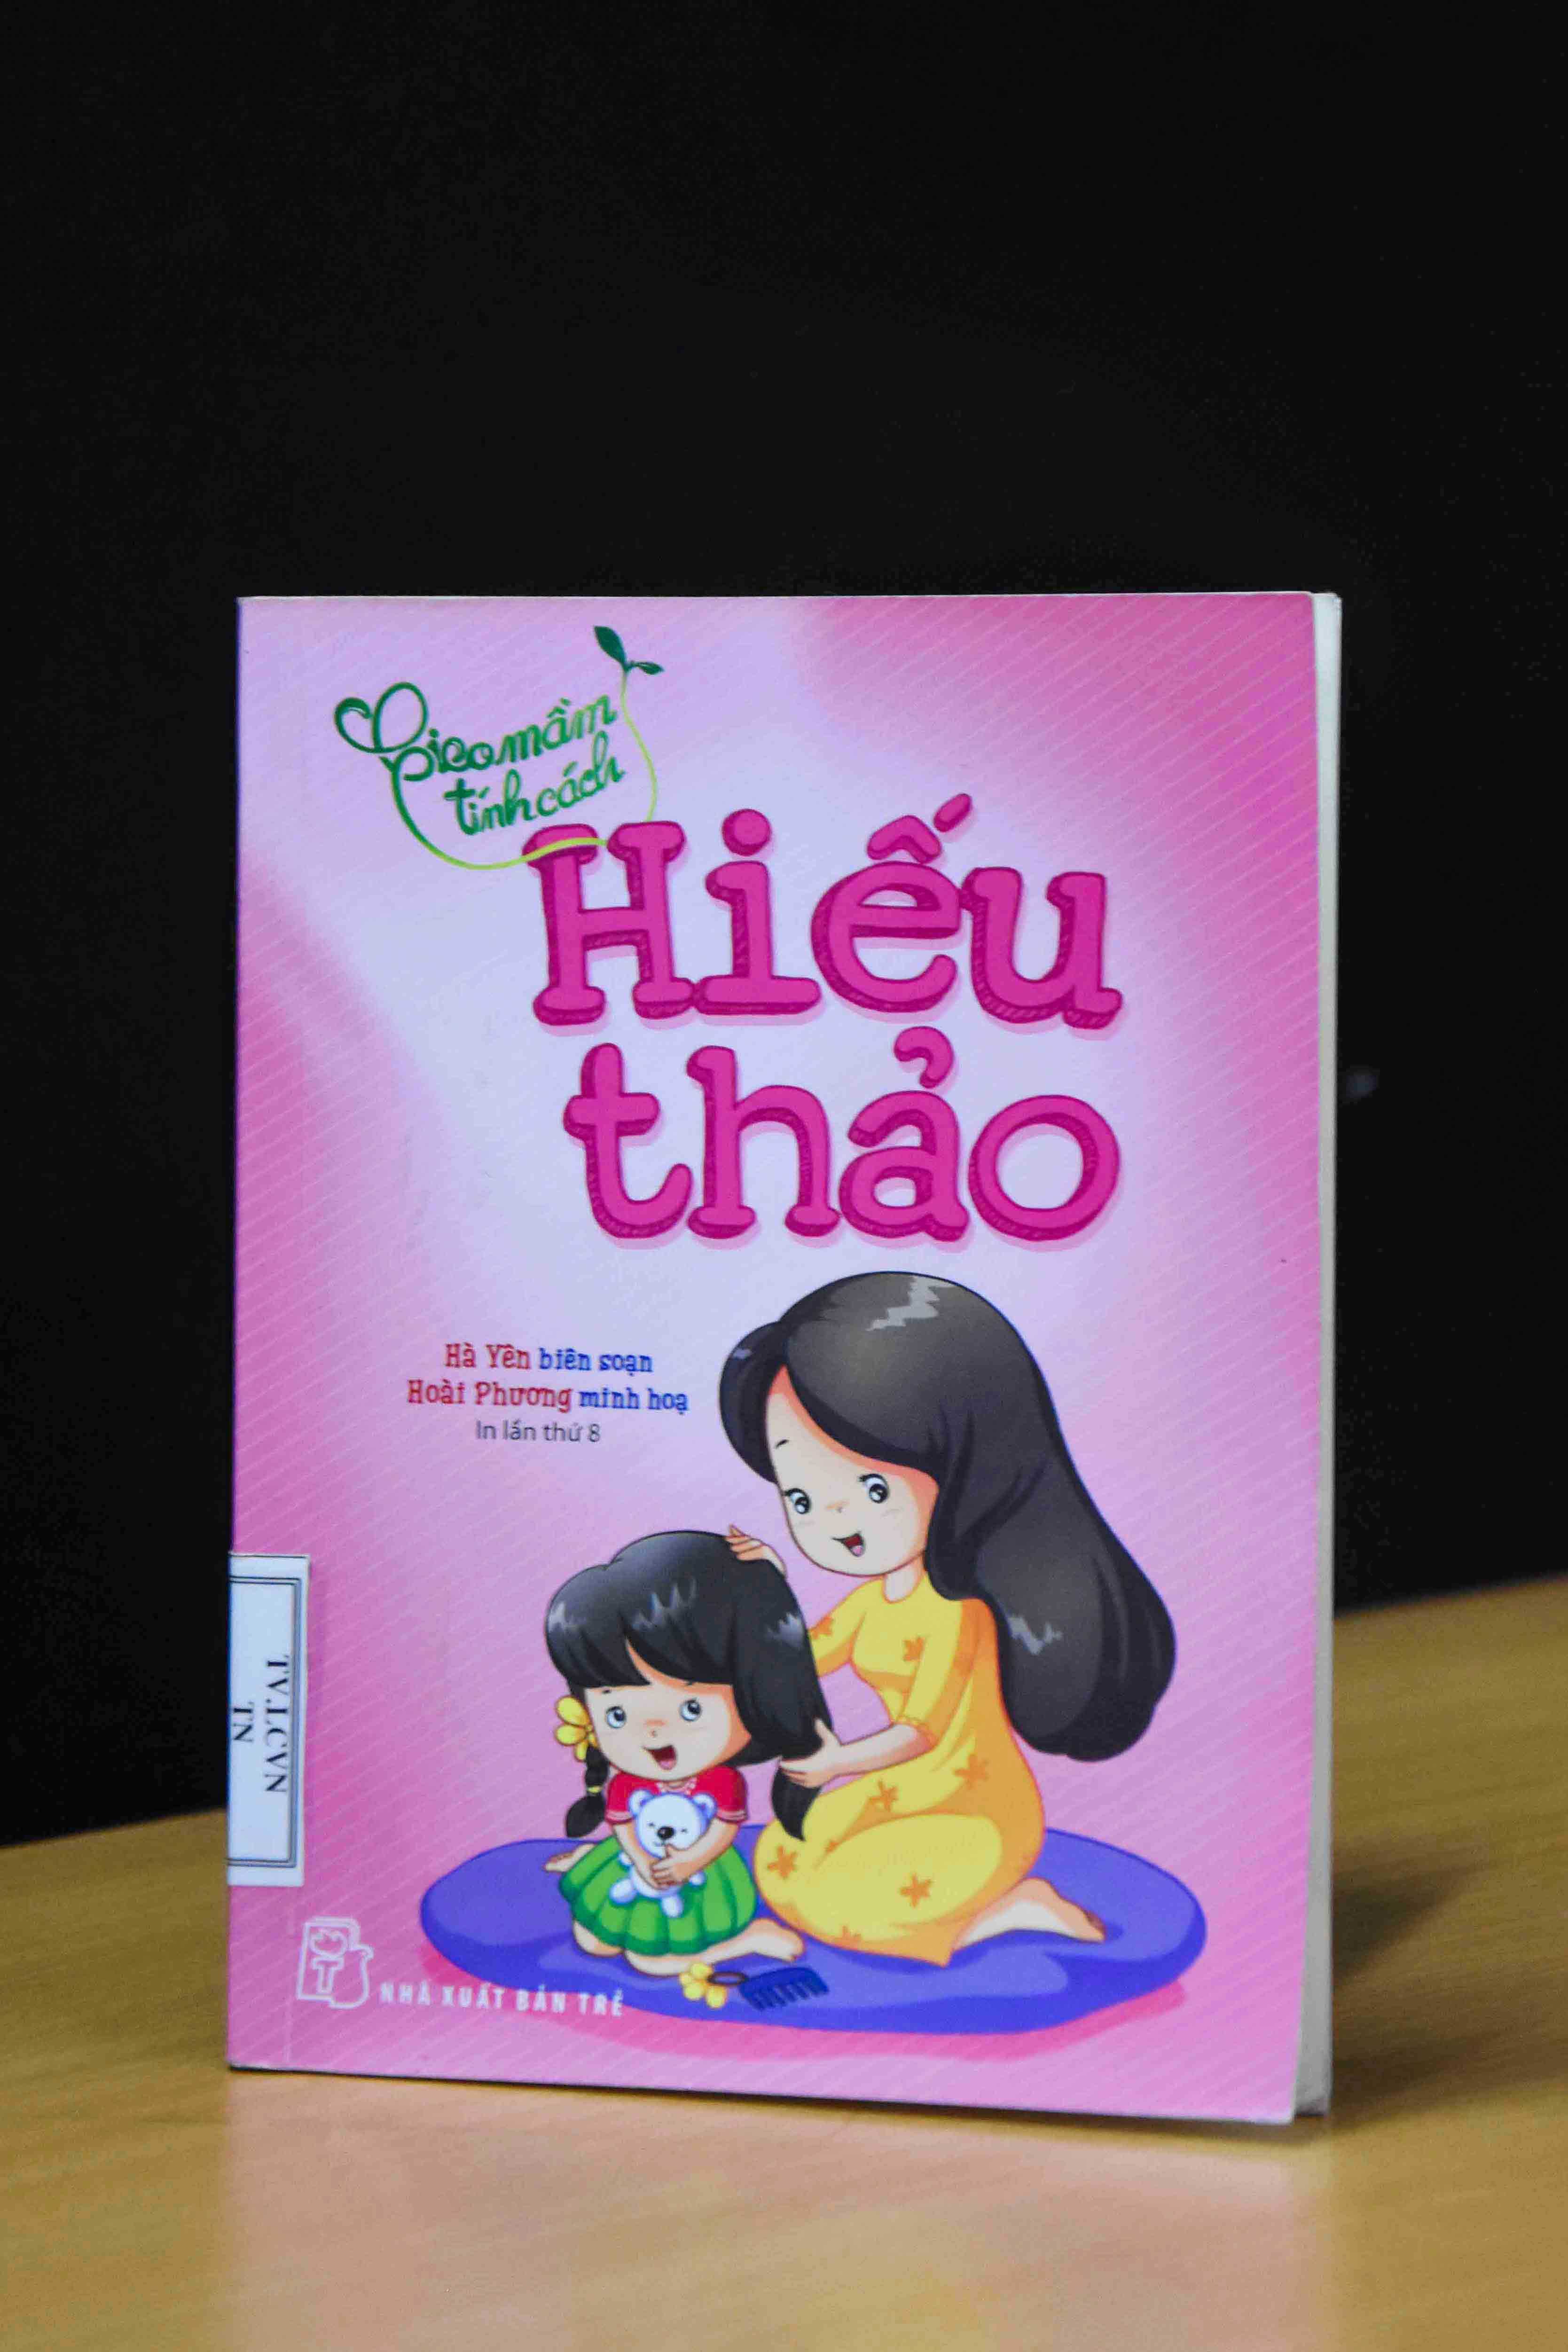 Gieo mầm
tính cách
Hiếu
thảo
Hà Yên biên soạn
Hoài Phương minh hoạ
In lần thứ 8
TV.LCVN
TN
NHÀ XUẤT BẢN TRẺ